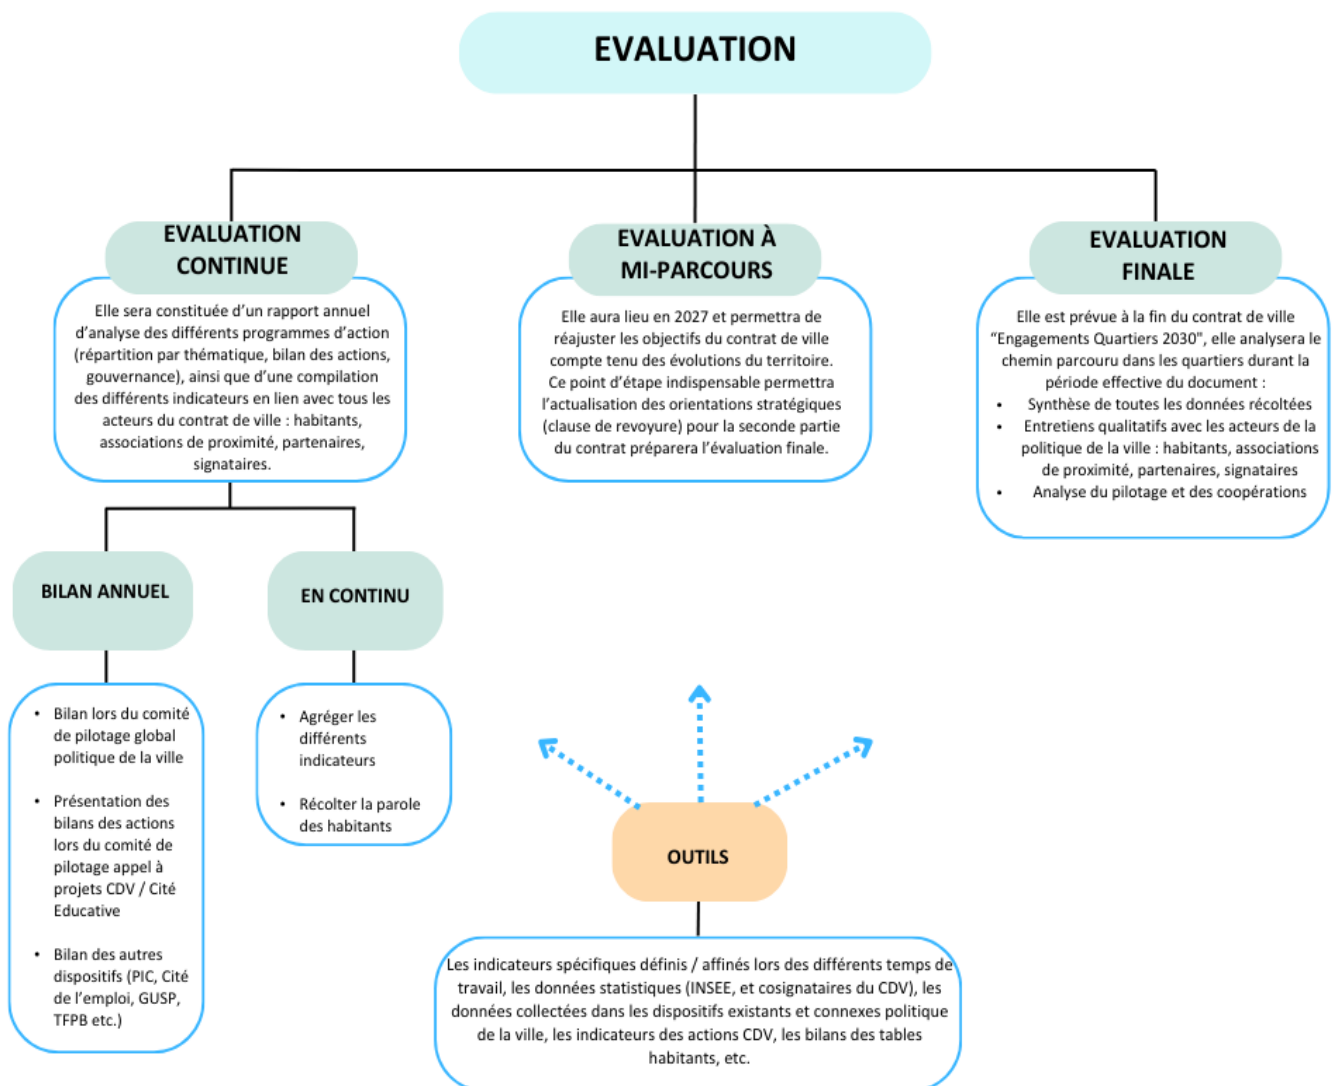 EVALUATION
EVALUATION
CONTINUE
Elle sera constituée d’un rapport annuel
d’analyse des différents programmes d’action
(répartition par thématique, bilan des actions,
gouvernance), ainsi que d’une compilation
des différents indicateurs en lien avec tous les
acteurs du contrat de ville : habitants,
associations de proximité, partenaires,
signataires.
EVALUATION À
MI-PARCOURS
Elle aura lieu en 2027 et permettra de
réajuster les objectifs du contrat de ville
compte tenu des évolutions du territoire.
Ce point d’étape indispensable permettra
l’actualisation des orientations stratégiques
(clause de revoyure) pour la seconde partie
du contrat préparera l’évaluation finale.
EVALUATION
FINALE
Elle est prévue à la fin du contrat de ville
“Engagements Quartiers 2030", elle analysera le
chemin parcouru dans les quartiers durant la
période effective du document :
• Synthèse de toutes les données récoltées
• Entretiens qualitatifs avec les acteurs de la
politique de la ville : habitants, associations
de proximité, partenaires, signataires
• Analyse du pilotage et des coopérations
BILAN ANNUEL
• Bilan lors du comité
de pilotage global
politique de la ville
• Présentation des
bilans des actions
lors du comité de
pilotage appel à
projets CDV / Cité
Educative
• Bilan des autres
dispositifs (PIC, Cité
de l’emploi, GUSP,
TFPB etc.)
EN CONTINU
• Agréger les
différents
indicateurs
• Récolter la parole
des habitants
OUTILS
Les indicateurs spécifiques définis / affinés lors des différents temps de
travail, les données statistiques (INSEE, et cosignataires du CDV), les
données collectées dans les dispositifs existants et connexes politique
de la ville, les indicateurs des actions CDV, les bilans des tables
habitants, etc.